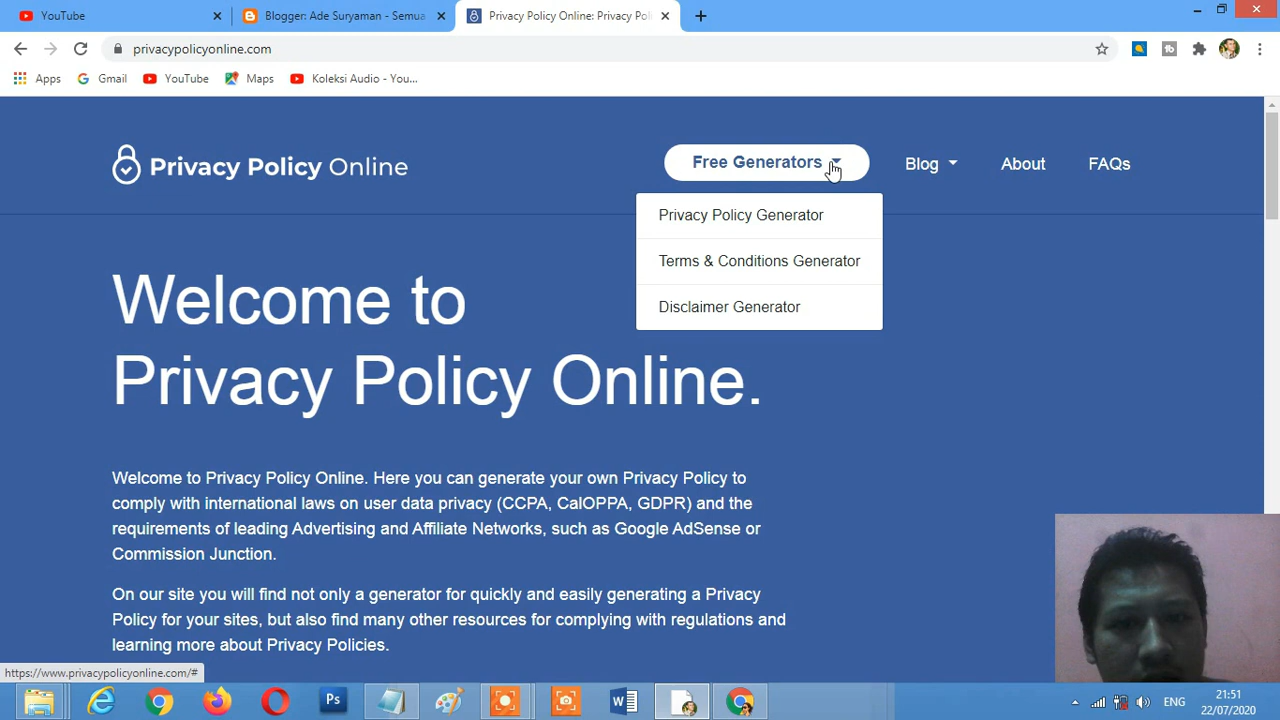 YouTube
Blogger: Ade Suryaman - Semua
Privacy Policy Online: Privacy Pol
privacypolicyonline.com
Apps
Gmail
YouTube
Maps
Koleksi Audio - You...
Privacy Policy Online
Free Generators
Blog
About
FAQs
Privacy Policy Generator
Terms & Conditions Generator
Disclaimer Generator
Welcome to
Privacy Policy Online.
Welcome to Privacy Policy Online. Here you can generate your own Privacy Policy to
comply with international laws on user data privacy (CCPA, CalOPPA, GDPR) and the
requirements of leading Advertising and Affiliate Networks, such as Google AdSense or
Commission Junction.
On our site you will find not only a generator for quickly and easily generating a Privacy
Policy for your sites, but also find many other resources for complying with regulations and
learning more about Privacy Policies.
https://www.privacypolicyonline.com/#
Ps
ENG
21:51
22/07/2020